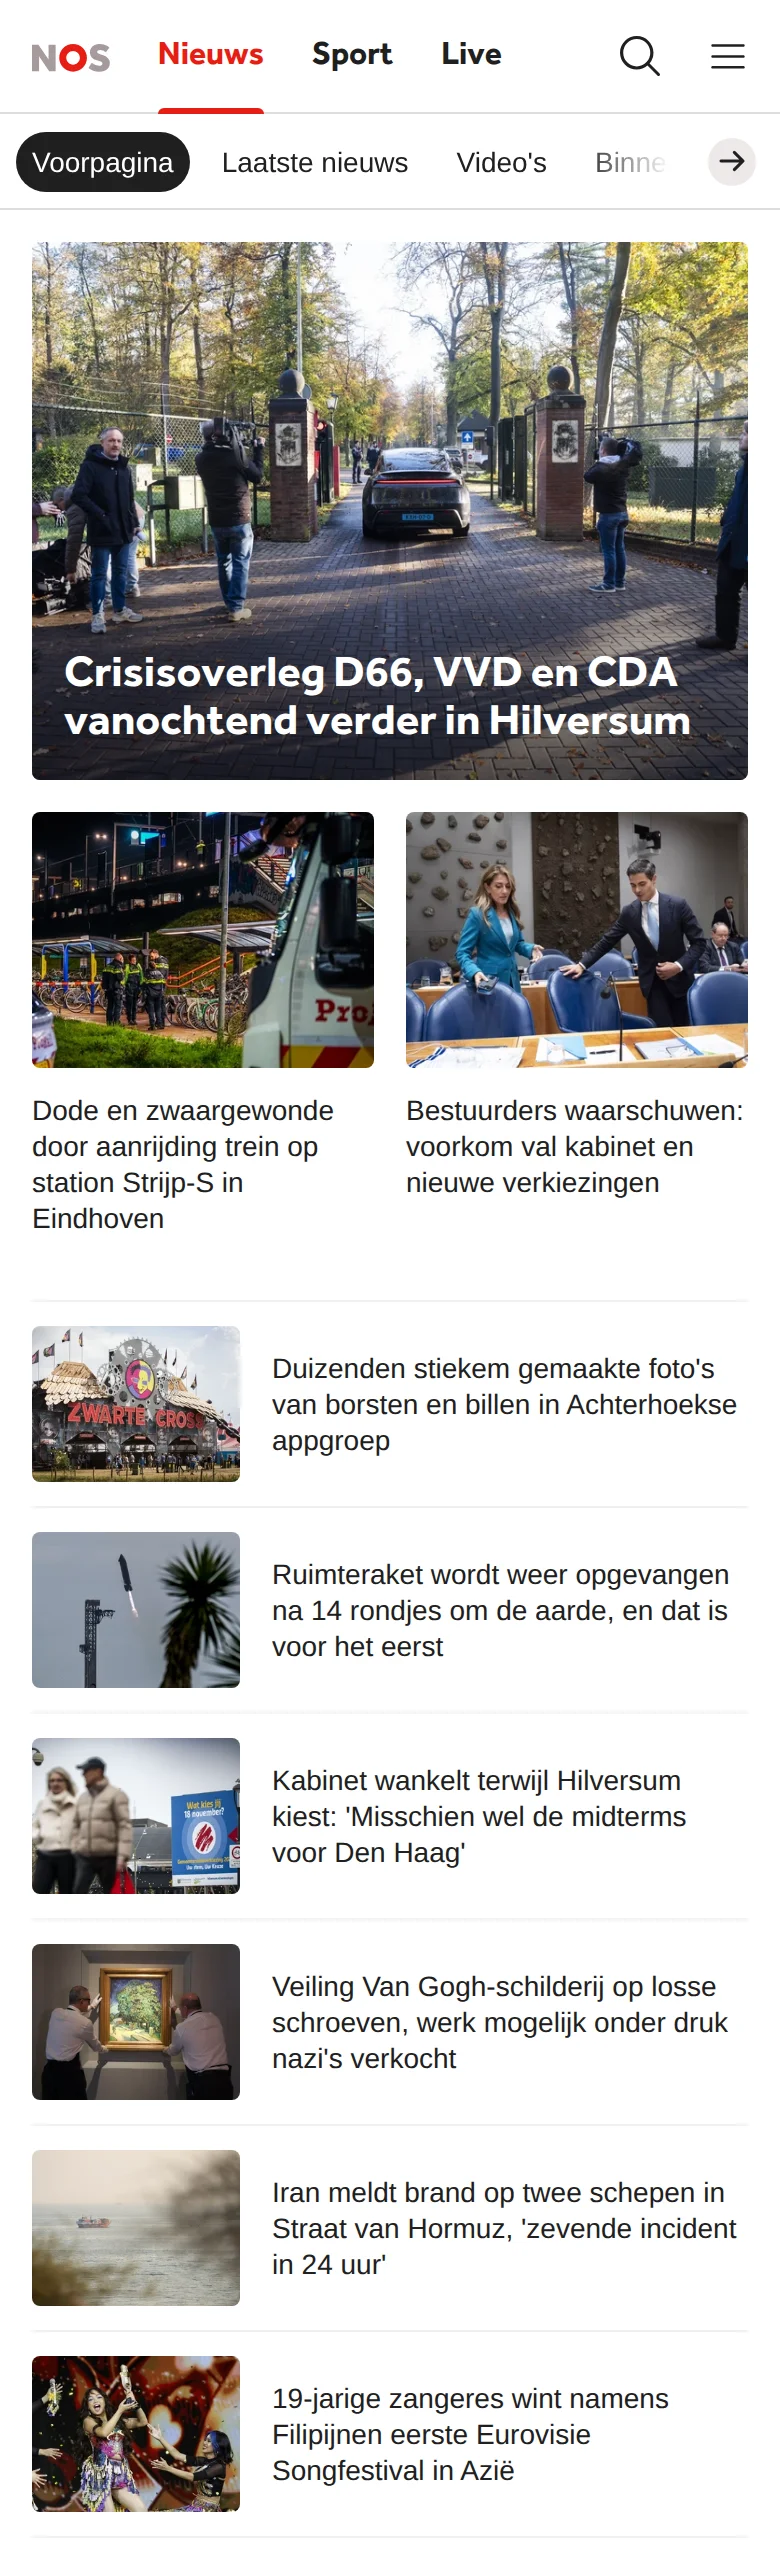 NOS
Nieuws
Sport
Live
Voorpagina
Laatste nieuws
Video's
Binne
Crisisoverleg D66, VVD en CDA
vanochtend verder in Hilversum
Pro
Dode en zwaargewonde
door aanrijding trein op
station Strijp-S in
Eindhoven
Bestuurders waarschuwen:
voorkom val kabinet en
nieuwe verkiezingen
ZWARTE CROSS
Duizenden stiekem gemaakte foto's
van borsten en billen in Achterhoekse
appgroep
Ruimteraket wordt weer opgevangen
na 14 rondjes om de aarde, en dat is
voor het eerst
Wat kies jij
18 november?
Kabinet wankelt terwijl Hilversum
kiest: 'Misschien wel de midterms
voor Den Haag'
Veiling Van Gogh-schilderij op losse
schroeven, werk mogelijk onder druk
nazi's verkocht
Iran meldt brand op twee schepen in
Straat van Hormuz, 'zevende incident
in 24 uur'
19-jarige zangeres wint namens
Filipijnen eerste Eurovisie
Songfestival in Azië